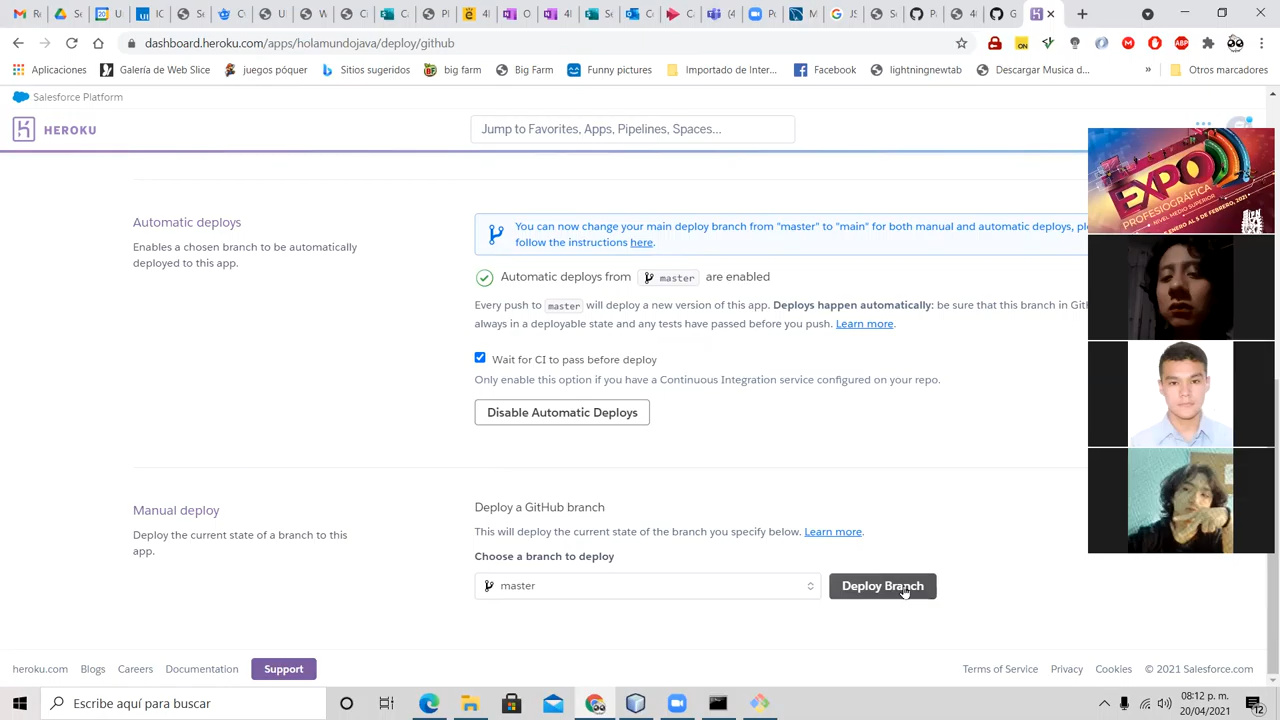 dashboard.heroku.com/apps/holamundojava/deploy/github
Aplicaciones
Galería de Web Slice
juegos póquer
Sitios sugeridos
big farm
Big Farm
Funny pictures
Importado de Inter...
Facebook
lightningnewtab
Descargar Musica d...
»
Otros marcadores
Salesforce Platform
HEROKU
Jump to Favorites, Apps, Pipelines, Spaces...
EXPO
PROFESIOGRÁFICA
NIVEL MEDIO SUPERIOR
AL 5 DE FEBRERO, 2021
Automatic deploys
Enables a chosen branch to be automatically
deployed to this app.
You can now change your main deploy branch from "master" to "main" for both manual and automatic deploys,
follow the instructions here.
Automatic deploys from master are enabled
Every push to master will deploy a new version of this app. Deploys happen automatically: be sure that this branch in
always in a deployable state and any tests have passed before you push. Learn more.
Wait for CI to pass before deploy
Only enable this option if you have a Continuous Integration service configured on your repo.
Disable Automatic Deploys
Manual deploy
Deploy the current state of a branch to this
app.
Deploy a GitHub branch
This will deploy the current state of the branch you specify below. Learn more.
Choose a branch to deploy
master
Deploy Branch
heroku.com Blogs Careers Documentation Support
Terms of Service Privacy Cookies © 2021 Salesforce.com
Escribe aquí para buscar
08:12 p. m.
20/04/2021
12